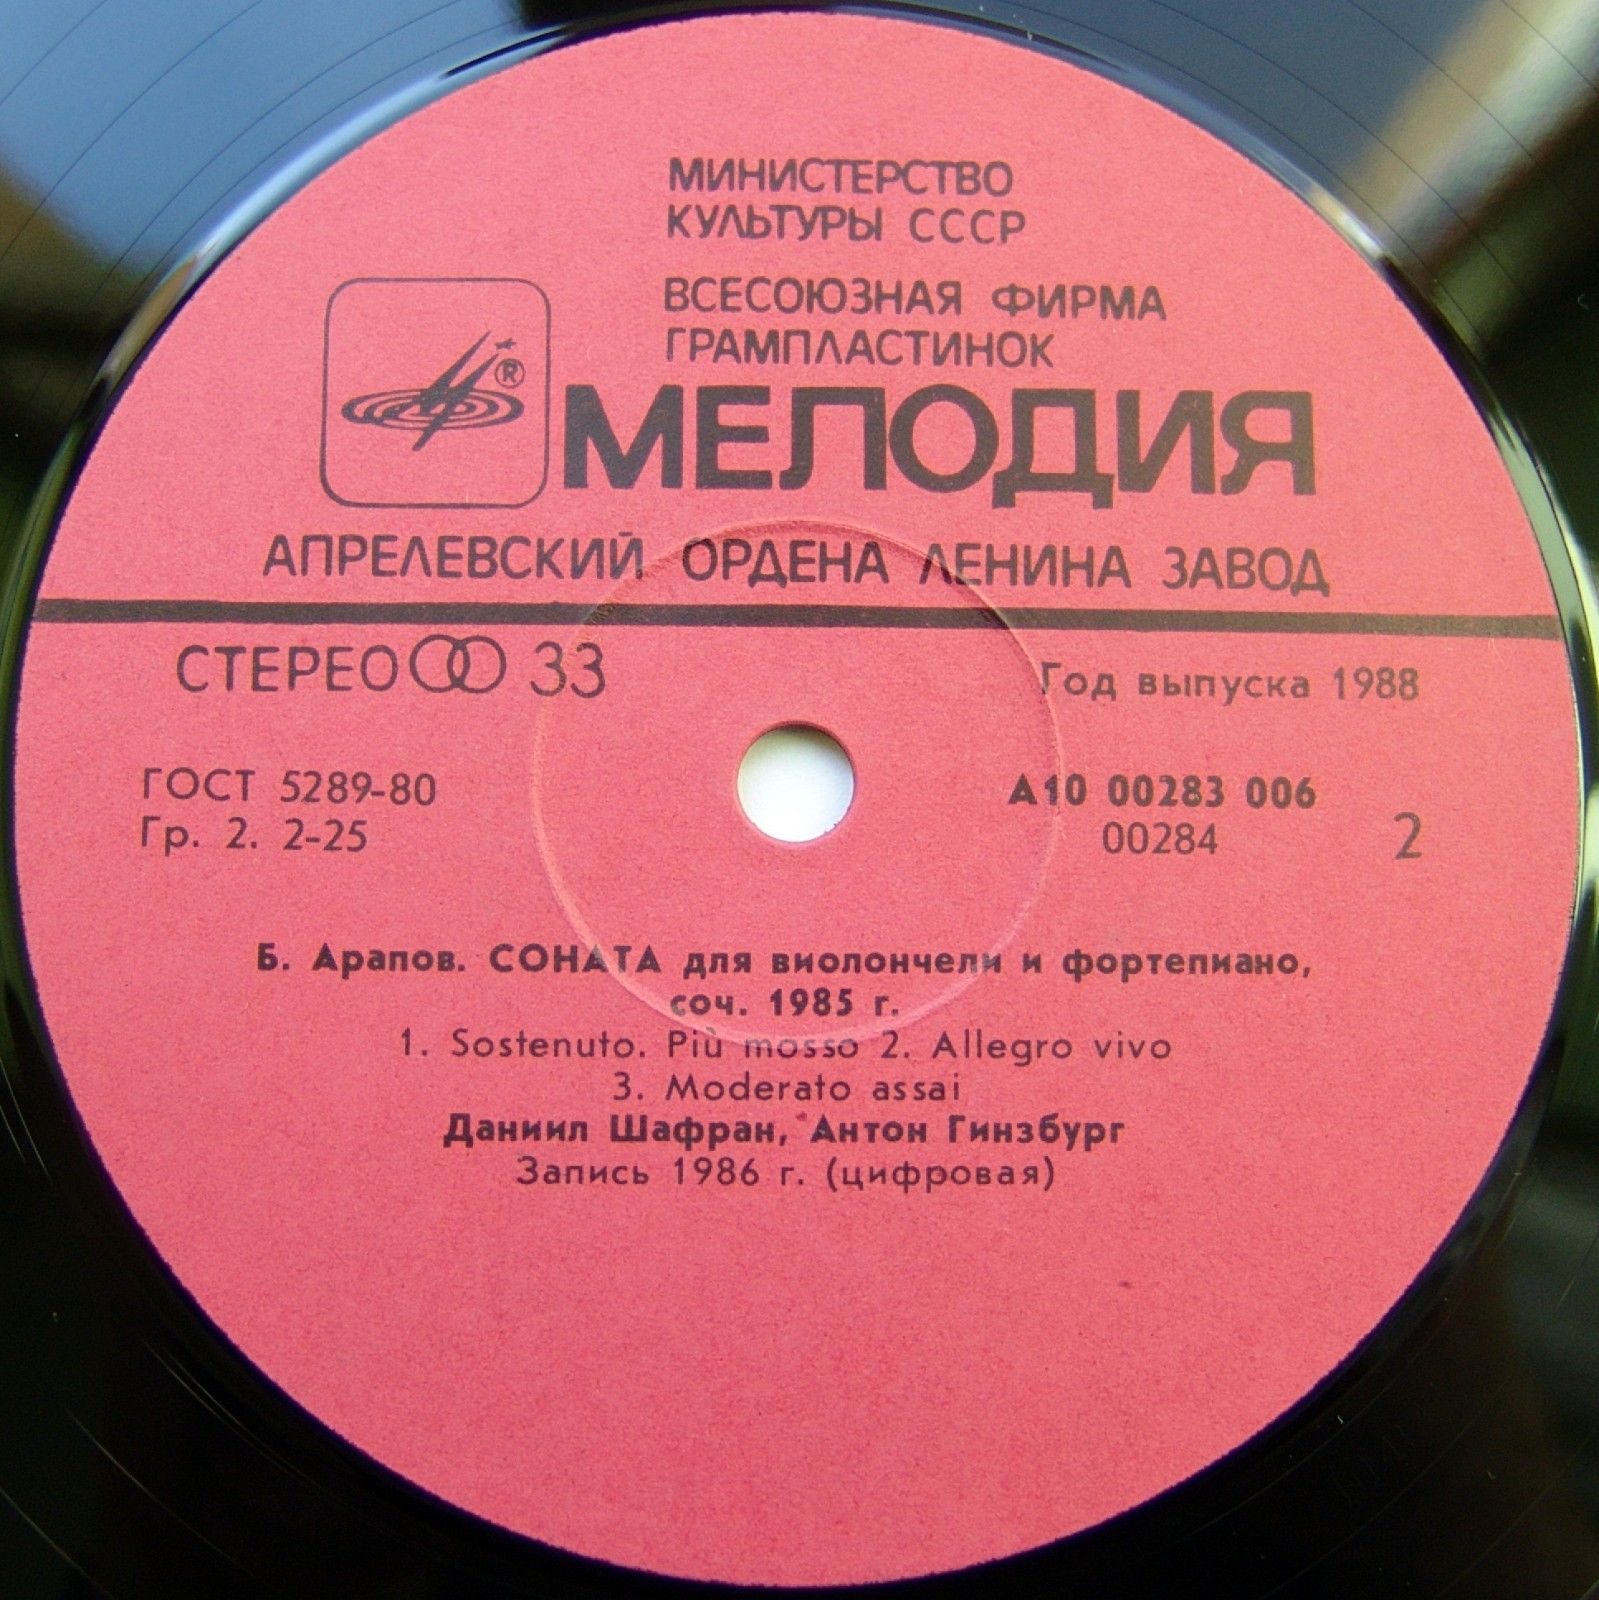 МИНИСТЕРСТВО
КУЛЬТУРЫ СССР
ВСЕСОЮЗНАЯ ФИРМА
ГРАМПЛАСТИНОК
®
МЕЛОДИЯ
АПРЕЛЕВСКИЙ ОРДЕНА ЛЕНИНА ЗАВОД
СТЕРЕО 33
Год выпуска 1988
ГОСТ 5289-80
Гр. 2. 2-25
А10 00283 006
00284
2
Б. Арапов. СОНАТА для виолончели и фортепиано,
соч. 1985 г.
1. Sostenuto. Più mosso 2. Allegro vivo
3. Moderato assai
Даниил Шафран, Антон Гинзбург
Запись 1986 г. (цифровая)